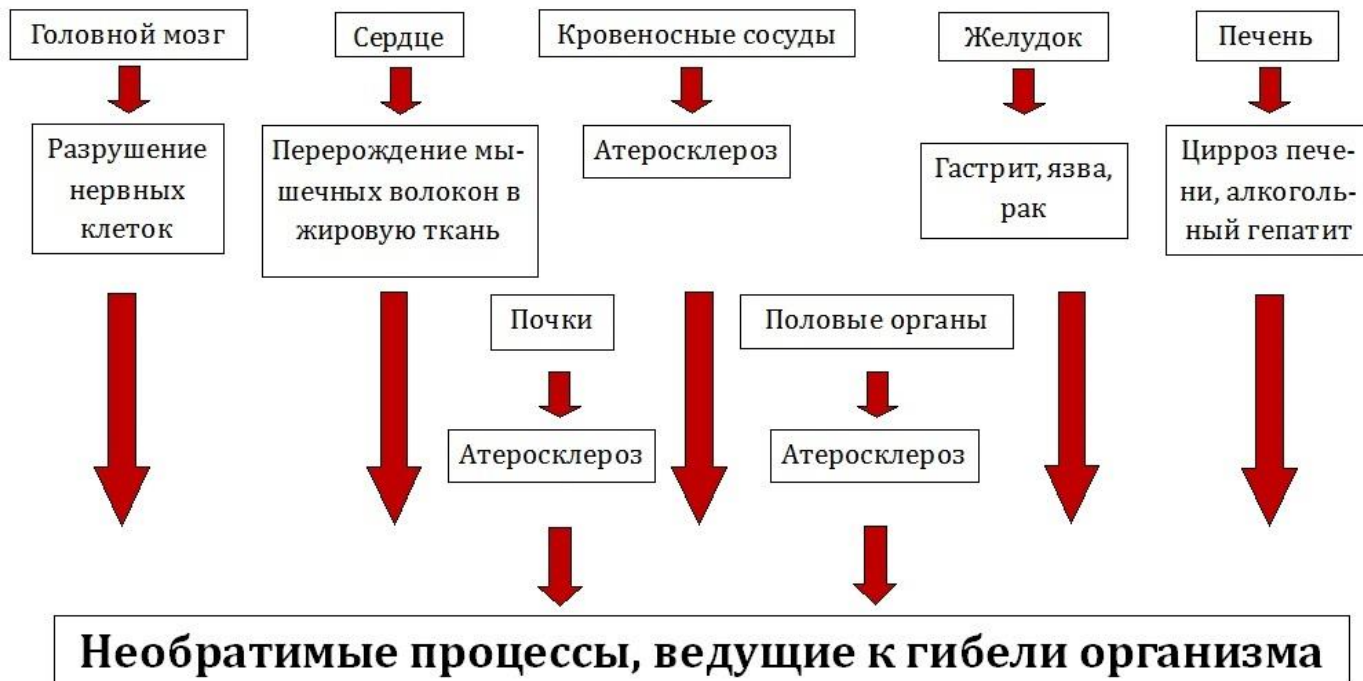 Головной мозг
Сердце
Кровеносные сосуды
Желудок
Печень
Разрушение
нервных
клеток
Перерождение мы-
шечных волокон в
жировую ткань
Атеросклероз
Гастрит, язва,
рак
Цирроз пече-
ни, алкоголь-
ный гепатит
Почки
Половые органы
Атеросклероз
Атеросклероз
Необратимые процессы, ведущие к гибели организма